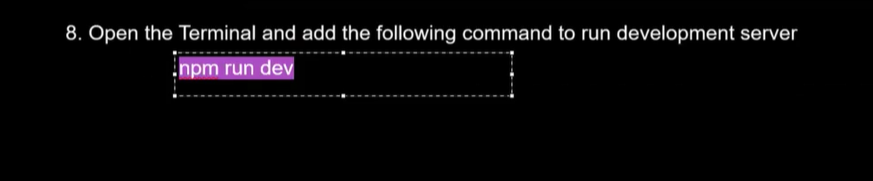 8. Open the Terminal and add the following command to run development server
npm run dev